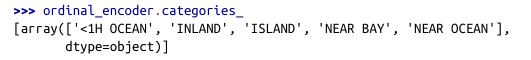 >>> ordinal_encoder.categories_
[array(['<1H OCEAN', 'INLAND', 'ISLAND', 'NEAR BAY', 'NEAR OCEAN'],
       dtype=object)]